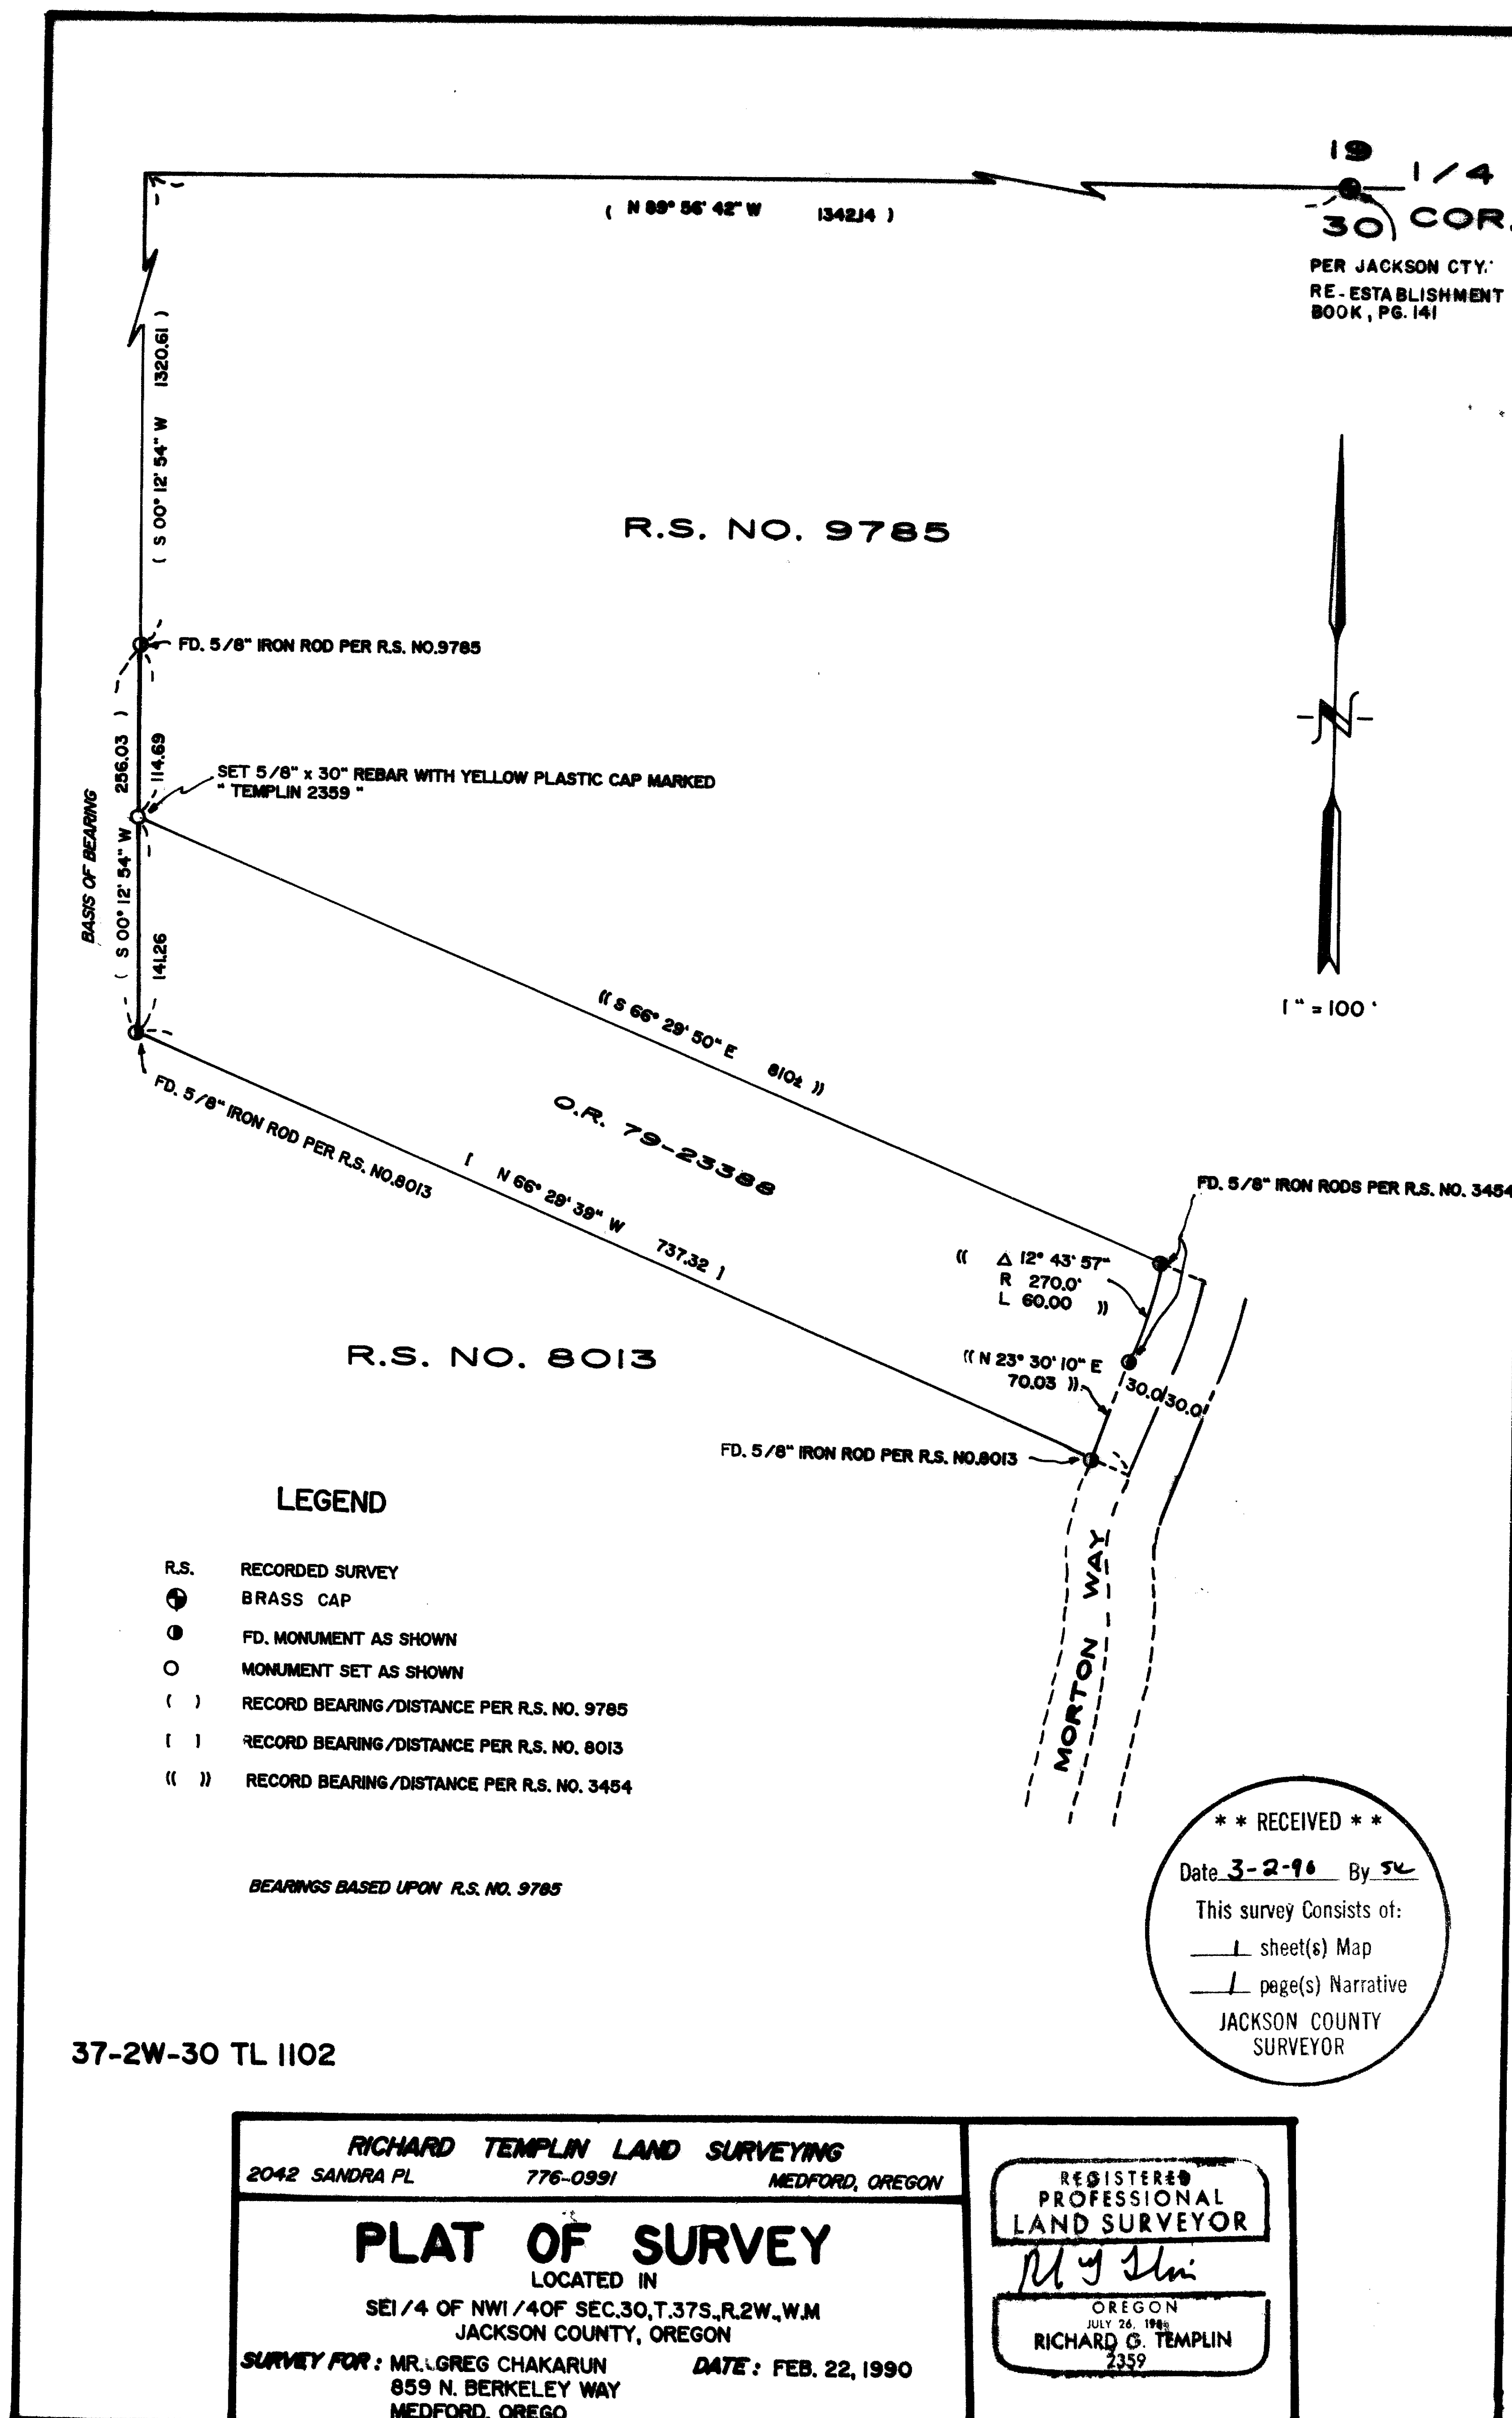 19
1/4
30
COR.
PER JACKSON CTY.
RE-ESTABLISHMENT
BOOK, PG. 141
( N 89° 56' 42" W 1342.14 )
( S 00° 12' 54" W 1320.61 )
R.S. NO. 9785
FD. 5/8" IRON ROD PER R.S. NO.9785
N
1" = 100'
BASIS OF BEARING
( S 00° 12' 54" W 256.03 )
114.69
SET 5/8" x 30" REBAR WITH YELLOW PLASTIC CAP MARKED
" TEMPLIN 2359 "
141.26
FD. 5/8" IRON ROD PER R.S. NO.8013
(( S 66° 29' 50" E 810± ))
O.R. 79-23388
[ N 66° 29' 39" W 737.32 ]
FD. 5/8" IRON RODS PER R.S. NO. 3454
(( Δ 12° 43' 57"
R 270.0'
L 60.00 ))
(( N 23° 30' 10" E
70.03 ))
30.0' 30.0'
R.S. NO. 8013
FD. 5/8" IRON ROD PER R.S. NO.8013
MORTON WAY
LEGEND
R.S. RECORDED SURVEY
BRASS CAP
FD. MONUMENT AS SHOWN
MONUMENT SET AS SHOWN
( ) RECORD BEARING/DISTANCE PER R.S. NO. 9785
[ ] RECORD BEARING/DISTANCE PER R.S. NO. 8013
(( )) RECORD BEARING/DISTANCE PER R.S. NO. 3454
BEARINGS BASED UPON R.S. NO. 9785
* * RECEIVED * *
Date 3-2-90 By
This survey Consists of:
1 sheet(s) Map
1 page(s) Narrative
JACKSON COUNTY
SURVEYOR
37-2W-30 TL 1102
RICHARD TEMPLIN LAND SURVEYING
2042 SANDRA PL 776-0991 MEDFORD, OREGON
PLAT OF SURVEY
LOCATED IN
SE1/4 OF NW1/4OF SEC.30,T.37S.,R.2W.,W.M
JACKSON COUNTY, OREGON
SURVEY FOR : MR. GREG CHAKARUN DATE : FEB. 22, 1990
859 N. BERKELEY WAY
MEDFORD, OREGO
REGISTERED
PROFESSIONAL
LAND SURVEYOR
OREGON
JULY 26,
RICHARD G. TEMPLIN
2359